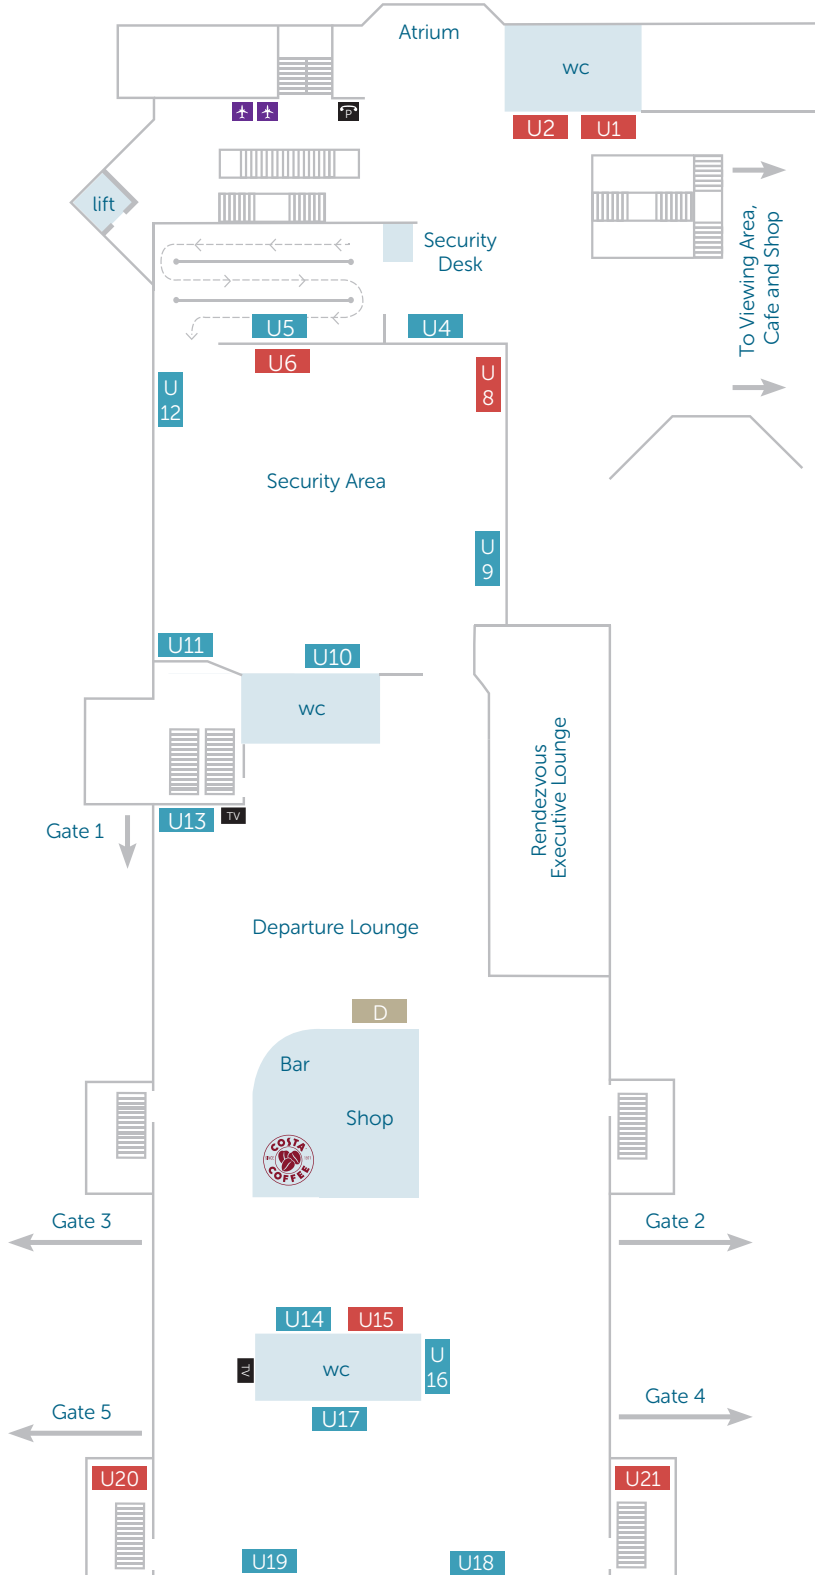 Atrium
wc
U2
U1
P
lift
Security
Desk
To Viewing Area,
Cafe and Shop
U5
U4
U6
U
8
U
12
Security Area
U
9
U11
U10
wc
Rendezvous
Executive Lounge
U13
TV
Gate 1
Departure Lounge
D
Bar
Shop
COSTA
SINCE 1971
COFFEE
Gate 3
Gate 2
U14
U15
U
16
TV
wc
U17
Gate 5
Gate 4
U20
U21
U19
U18